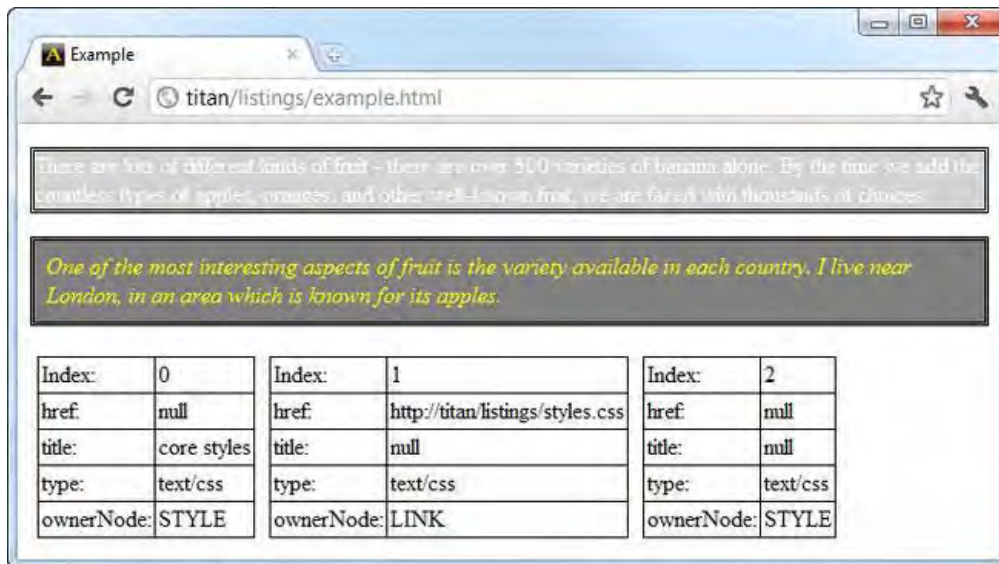 Example
titan/listings/example.html
There are lots of different kinds of fruit - there are over 500 varieties of banana alone. By the time we add the
countless types of apples, oranges, and other well-known fruit, we are faced with thousands of choices
One of the most interesting aspects of fruit is the variety available in each country. I live near
London, in an area which is known for its apples.
Index: 0
href: null
title: core styles
type: text/css
ownerNode: STYLE
Index: 1
href: http://titan/listings/styles.css
title: null
type: text/css
ownerNode: LINK
Index: 2
href: null
title: null
type: text/css
ownerNode: STYLE